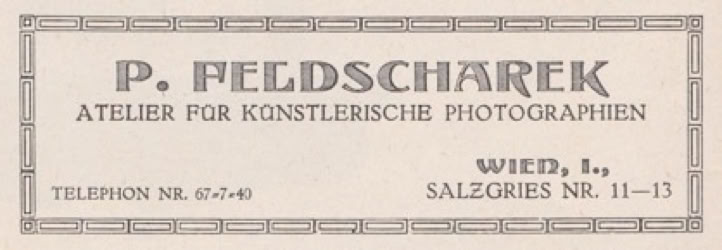 P. FELDSCHAREK
ATELIER FÜR KÜNSTLERISCHE PHOTOGRAPHIEN
WIEN, I.,
TELEPHON NR. 67-7-40
SALZGRIES NR. 11—13